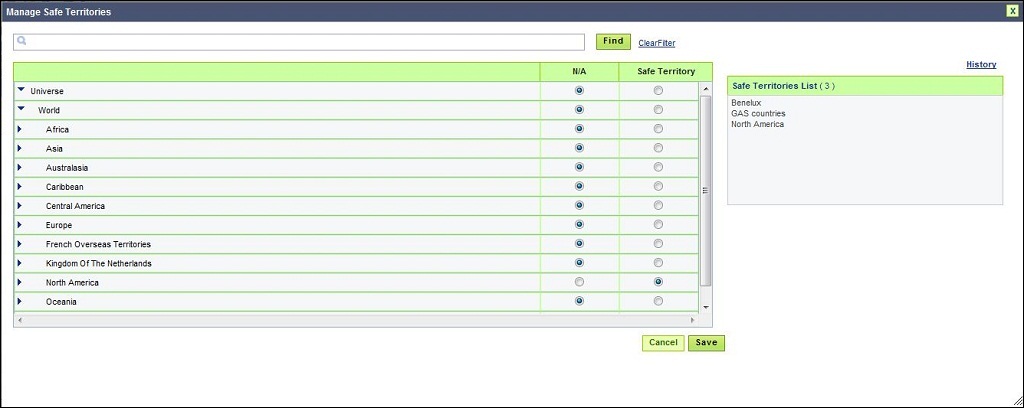 Manage Safe Territories X
Find ClearFilter
History
N/A Safe Territory
Safe Territories List ( 3 )
Benelux
GAS countries
North America
Universe
World
Africa
Asia
Australasia
Caribbean
Central America
Europe
French Overseas Territories
Kingdom Of The Netherlands
North America
Oceania
Cancel Save